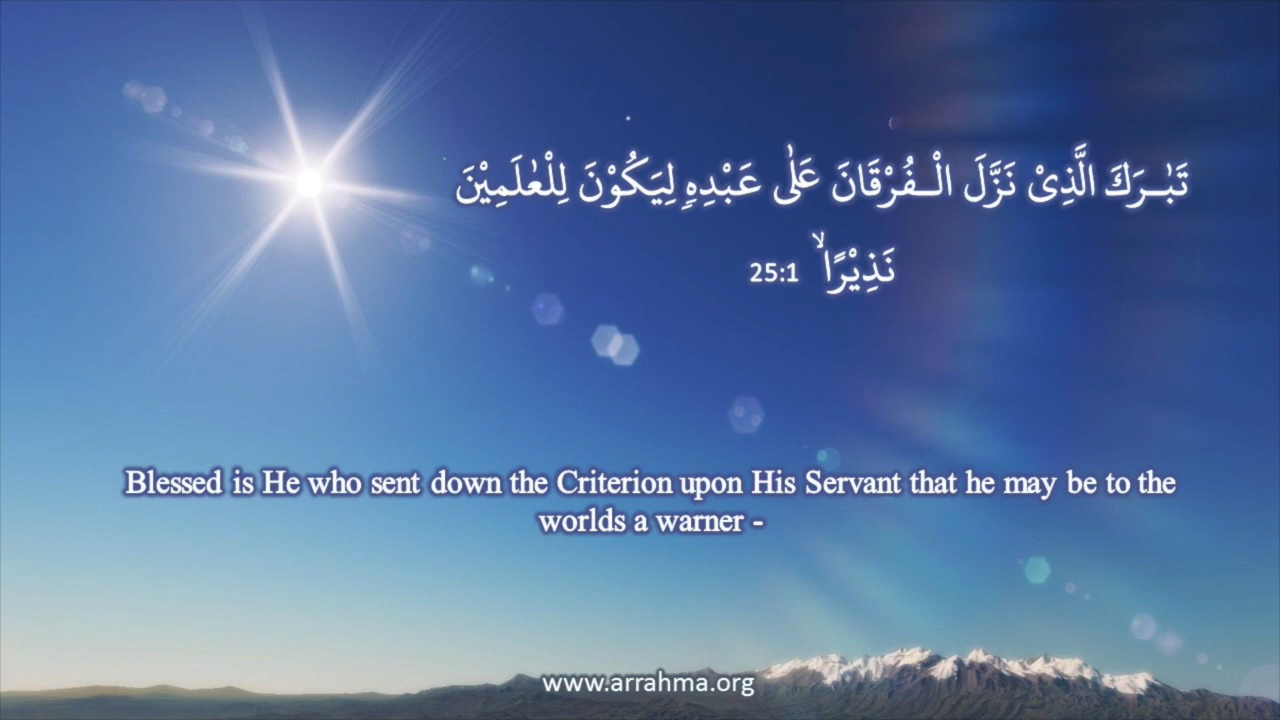 تَبٰـرَكَ الَّذِىْ نَزَّلَ الْـفُرْقَانَ عَلٰى عَبْدِهٖ لِيَكُوْنَ لِلْعٰلَمِيْنَ
نَذِيْرًا ۙ 25:1
Blessed is He who sent down the Criterion upon His Servant that he may be to the
worlds a warner -
www.arrahma.org